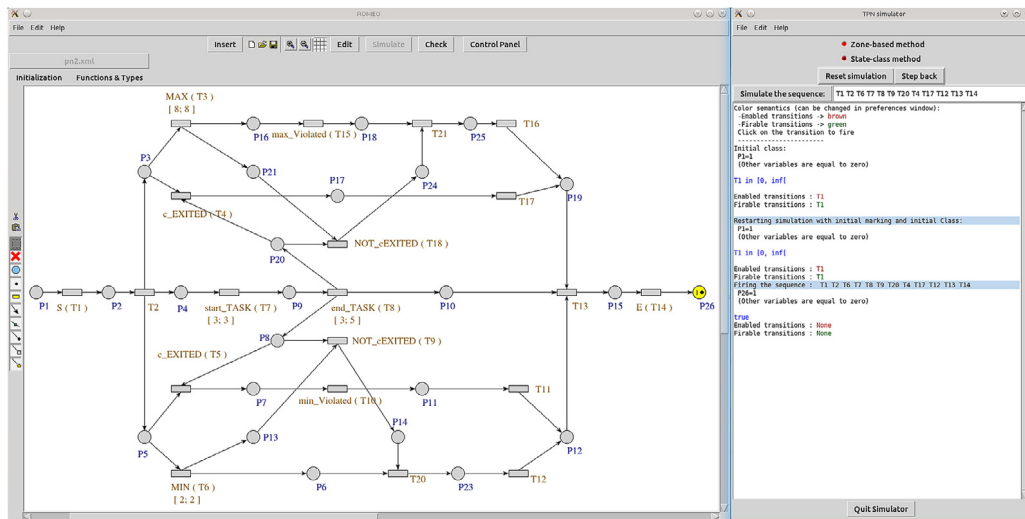 ROMEO
File Edit Help
Insert Edit Simulate Check Control Panel
pn2.xml
Initialization Functions & Types
MAX ( T3 )
[ 8; 8 ]
P16 max_Violated ( T15 ) P18 T21 P25 T16
P3 P21 P17 P24 T17 P19
c_EXITED ( T4 )
P20 NOT_cEXITED ( T18 )
P1 S ( T1 ) P2 T2 P4 start_TASK ( T7 ) P9 end_TASK ( T8 ) P10 T13 P15 E ( T14 ) P26
[ 3; 3 ] [ 3; 5 ]
P8 NOT_cEXITED ( T9 )
c_EXITED ( T5 )
P7 min_Violated ( T10 ) P11 T11
P5 P13 P14 P12
MIN ( T6 ) P6 T20 P23 T12
[ 2; 2 ]
TPN simulator
File Edit Help
Zone-based method
State-class method
Reset simulation Step back
Simulate the sequence: T1 T2 T6 T7 T8 T9 T20 T4 T17 T12 T13 T14
Color semantics (can be changed in preferences window):
-Enabled transitions -> brown
-Firable transitions -> green
Click on the transition to fire
-----------------------
Initial class:
P1=1
(Other variables are equal to zero)
T1 in [0, inf[
Enabled transitions : T1
Firable transitions : T1
Restarting simulation with initial marking and initial Class:
P1=1
(Other variables are equal to zero)
T1 in [0, inf[
Enabled transitions : T1
Firable transitions : T1
Firing the sequence : T1 T2 T6 T7 T8 T9 T20 T4 T17 T12 T13 T14
P26=1
(Other variables are equal to zero)
true
Enabled transitions : None
Firable transitions : None
Quit Simulator